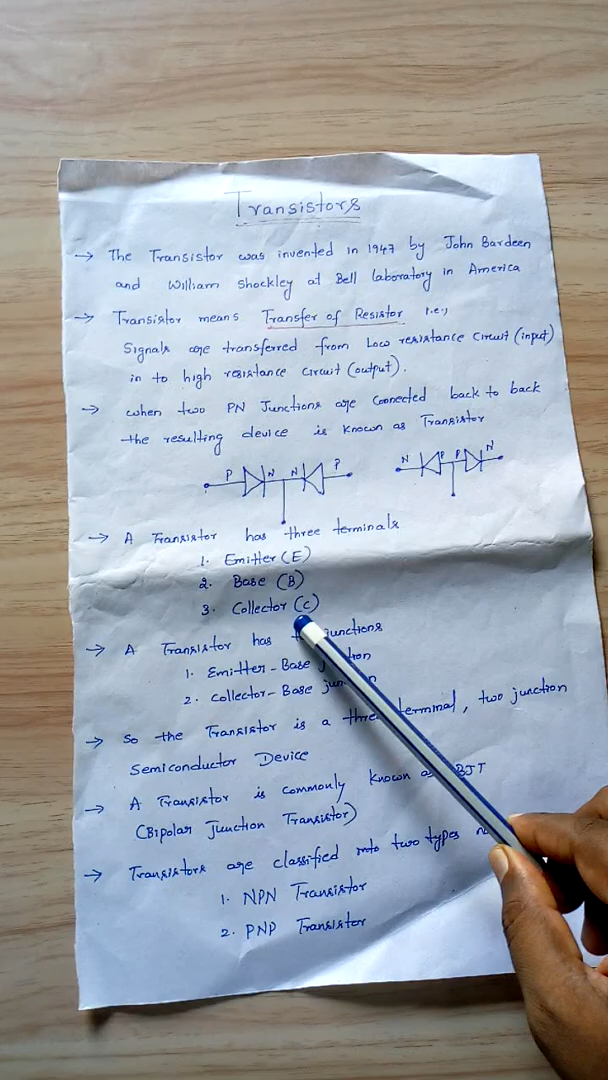 Transistors
→ The Transistor was invented in 1947 by John Bardeen
and William Shockley at Bell laboratory in America
→ Transistor means Transfer of Resistor i.e.,
Signals are transferred from Low resistance circuit (input)
in to high resistance circuit (output).
→ when two PN Junctions are connected back to back
the resulting device is known as Transistor
P N N P N P P N
→ A Transistor has three terminals
1. Emitter (E)
2. Base (B)
3. Collector (C)
→ A Transistor has junctions
1. Emitter-Base
2. Collector-Base
→ So the Transistor is a terminal, two junction
Semiconductor Device
→ A Transistor is commonly known BJT
(Bipolar Junction Transistor)
→ Transistors are classified into two types
1. NPN Transistor
2. PNP Transistor